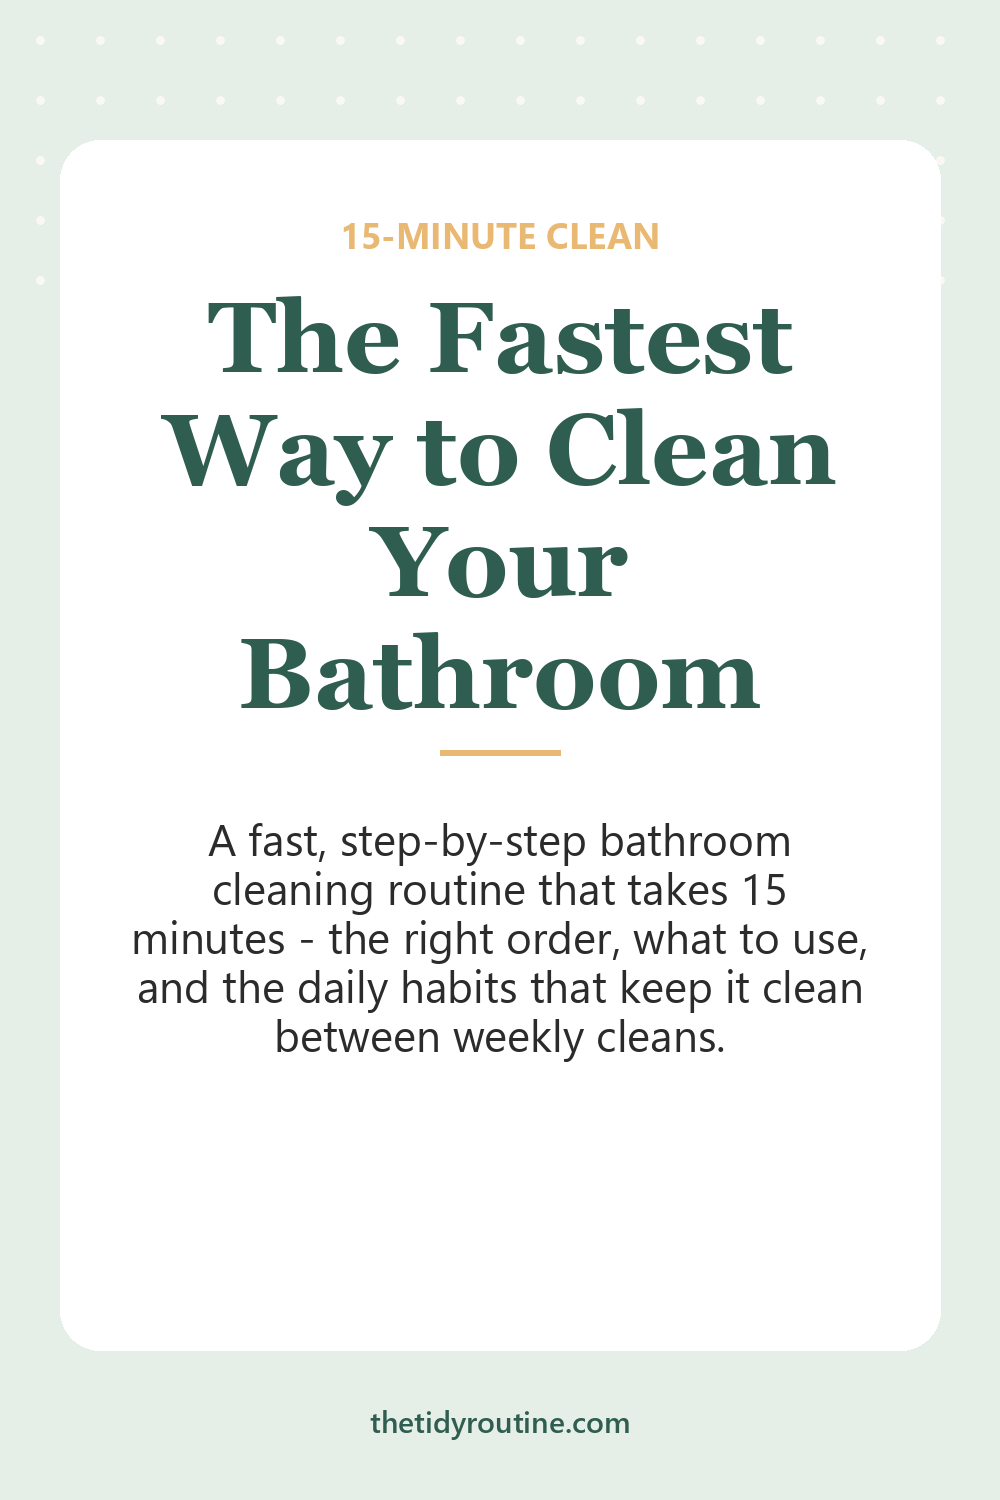 15-MINUTE CLEAN
The Fastest
Way to Clean
Your
Bathroom
A fast, step-by-step bathroom
cleaning routine that takes 15
minutes - the right order, what to use,
and the daily habits that keep it clean
between weekly cleans.
thetidyroutine.com